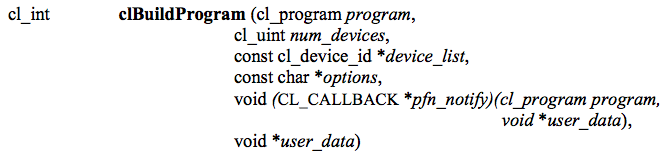 cl_int clBuildProgram (cl_program program,
cl_uint num_devices,
const cl_device_id *device_list,
const char *options,
void (CL_CALLBACK *pfn_notify)(cl_program program,
void *user_data),
void *user_data)